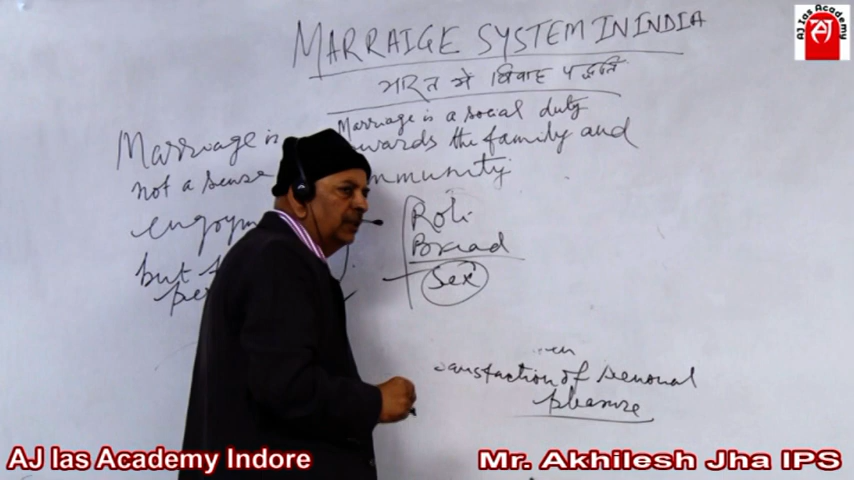 AJ Ias Academy
AJ
MARRAIGE SYSTEM IN INDIA
भारत में विवाह पद्धति
Marriage is a social duty
towards the family and
community
Marriage is
not a sense
but
Roti
Bread
Sex
satisfaction of personal
pleasure
AJ Ias Academy Indore
Mr. Akhilesh Jha IPS